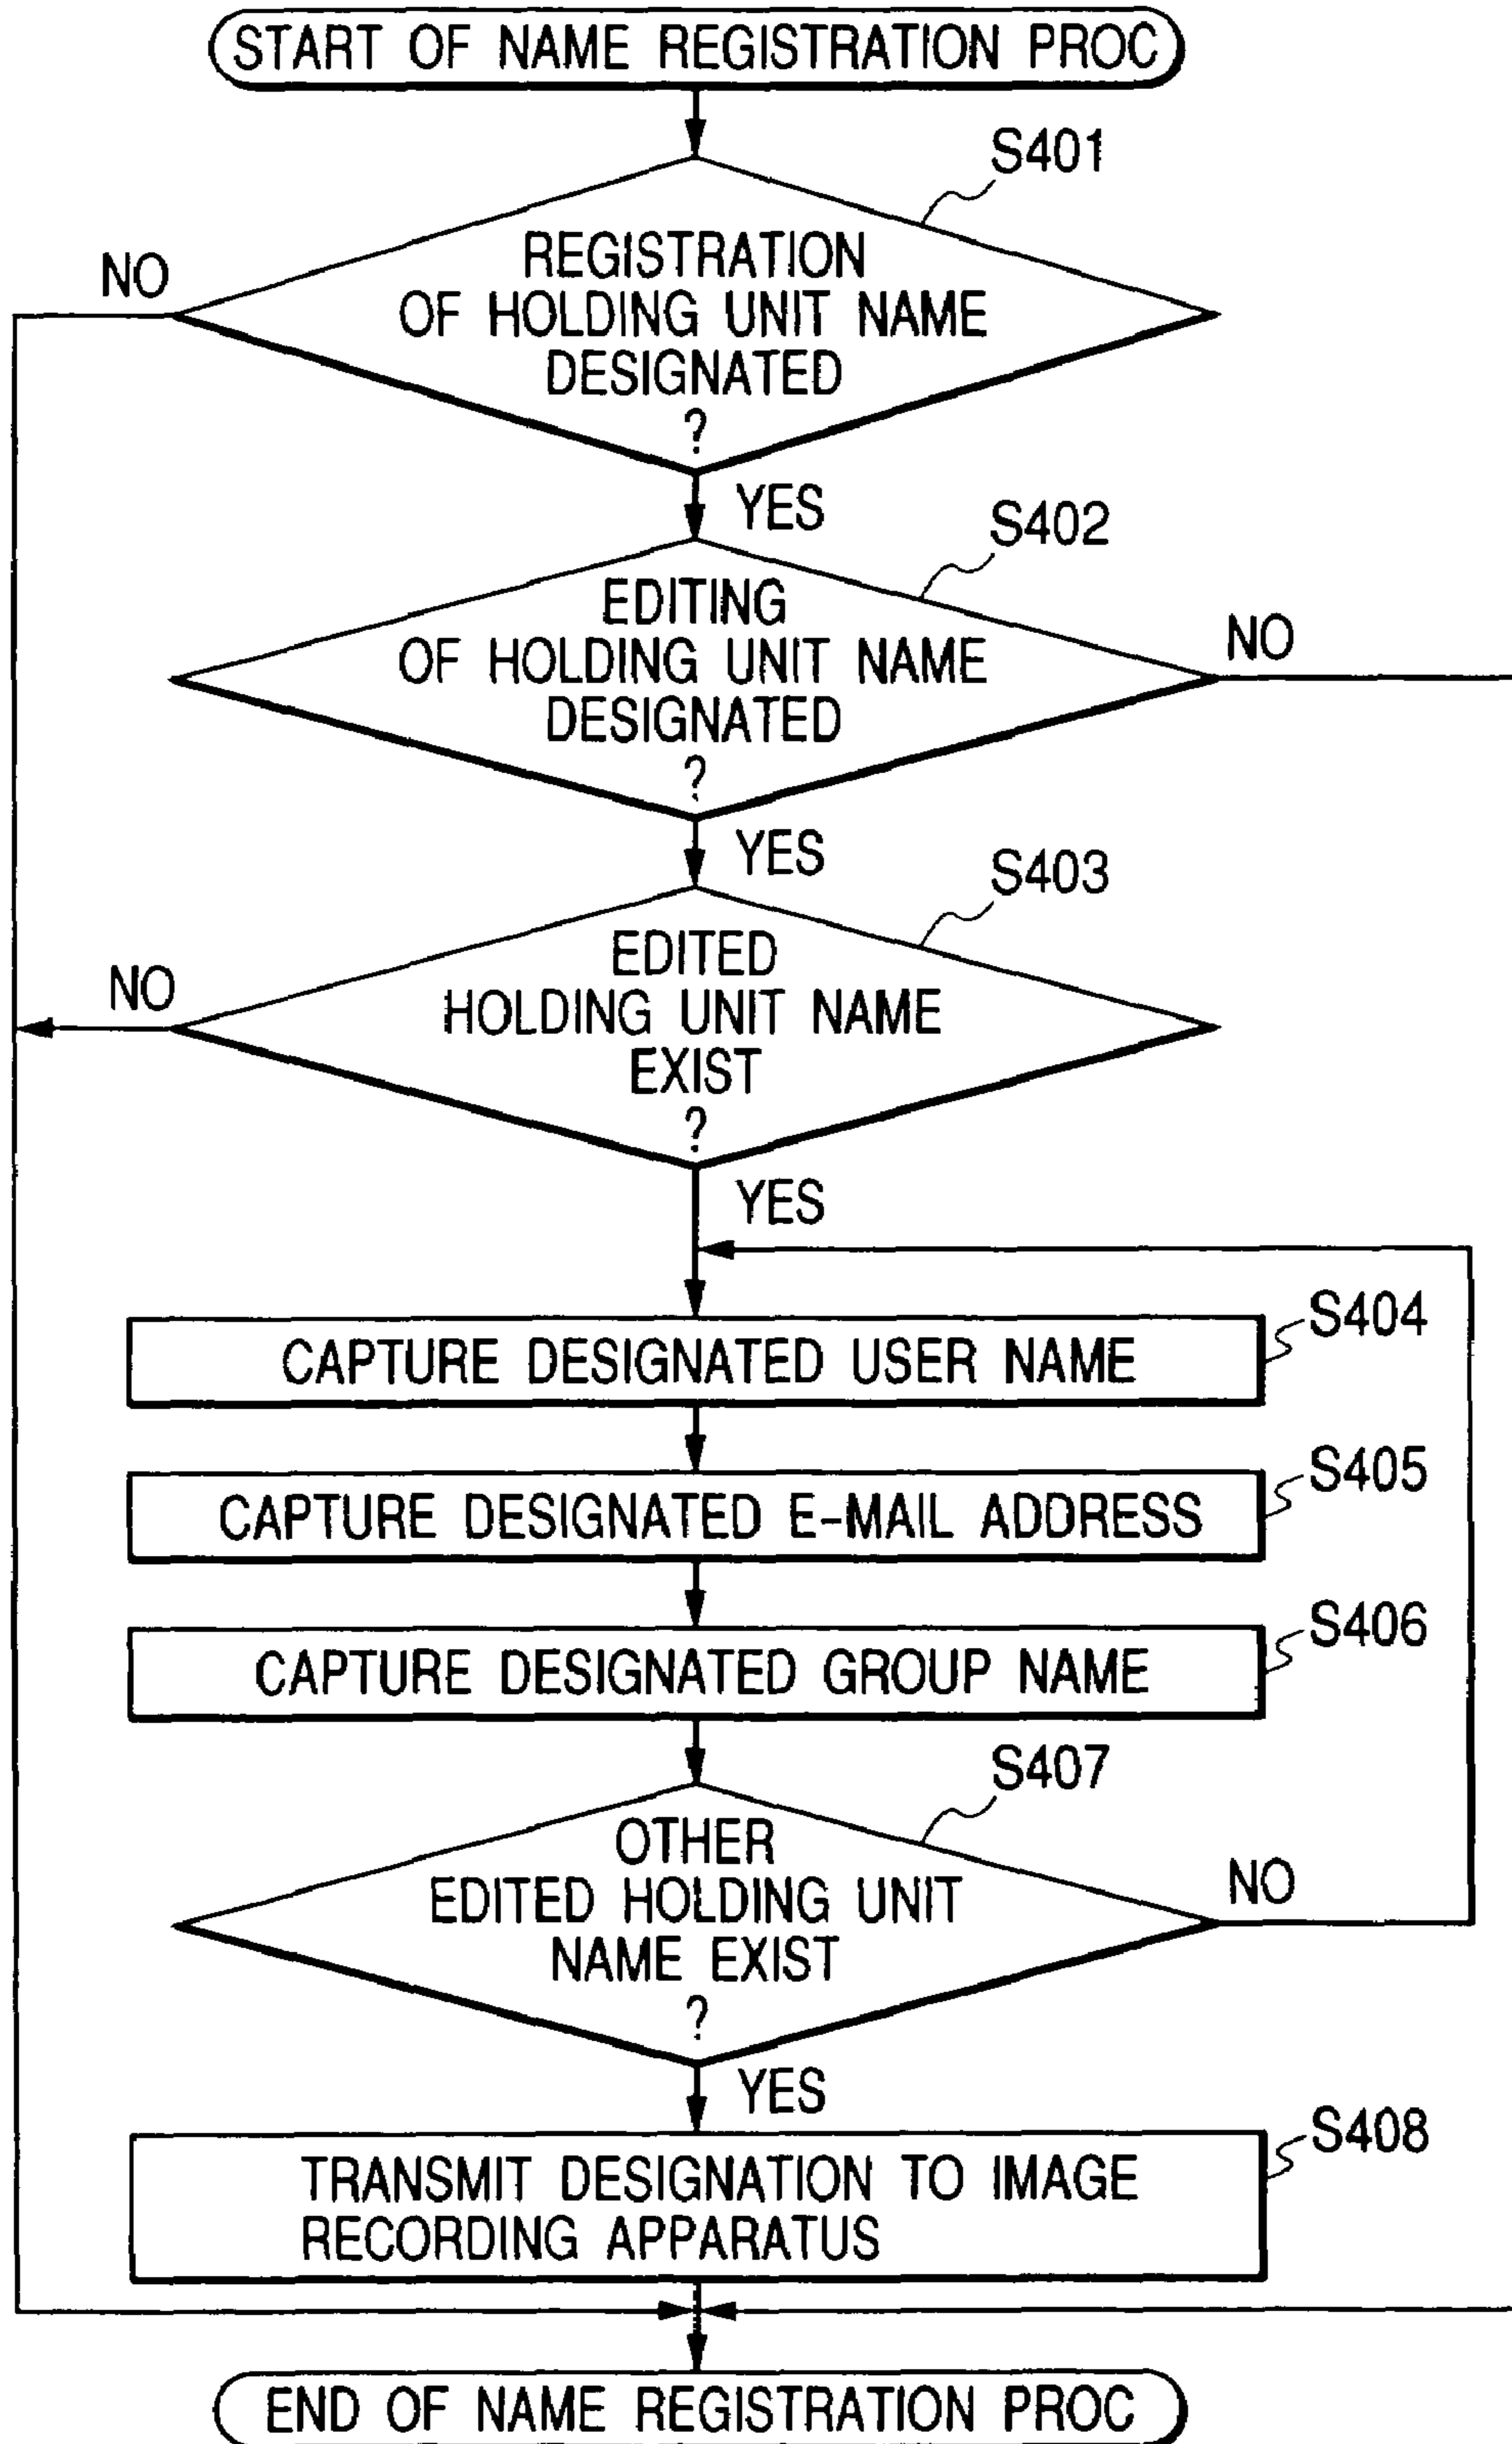 START OF NAME REGISTRATION PROC
S401
NO
REGISTRATION
OF HOLDING UNIT NAME
DESIGNATED
?
YES
S402
EDITING
OF HOLDING UNIT NAME
DESIGNATED
?
NO
YES
S403
NO
EDITED
HOLDING UNIT NAME
EXIST
?
YES
S404
CAPTURE DESIGNATED USER NAME
S405
CAPTURE DESIGNATED E-MAIL ADDRESS
S406
CAPTURE DESIGNATED GROUP NAME
S407
OTHER
EDITED HOLDING UNIT
NAME EXIST
?
NO
YES
S408
TRANSMIT DESIGNATION TO IMAGE
RECORDING APPARATUS
END OF NAME REGISTRATION PROC